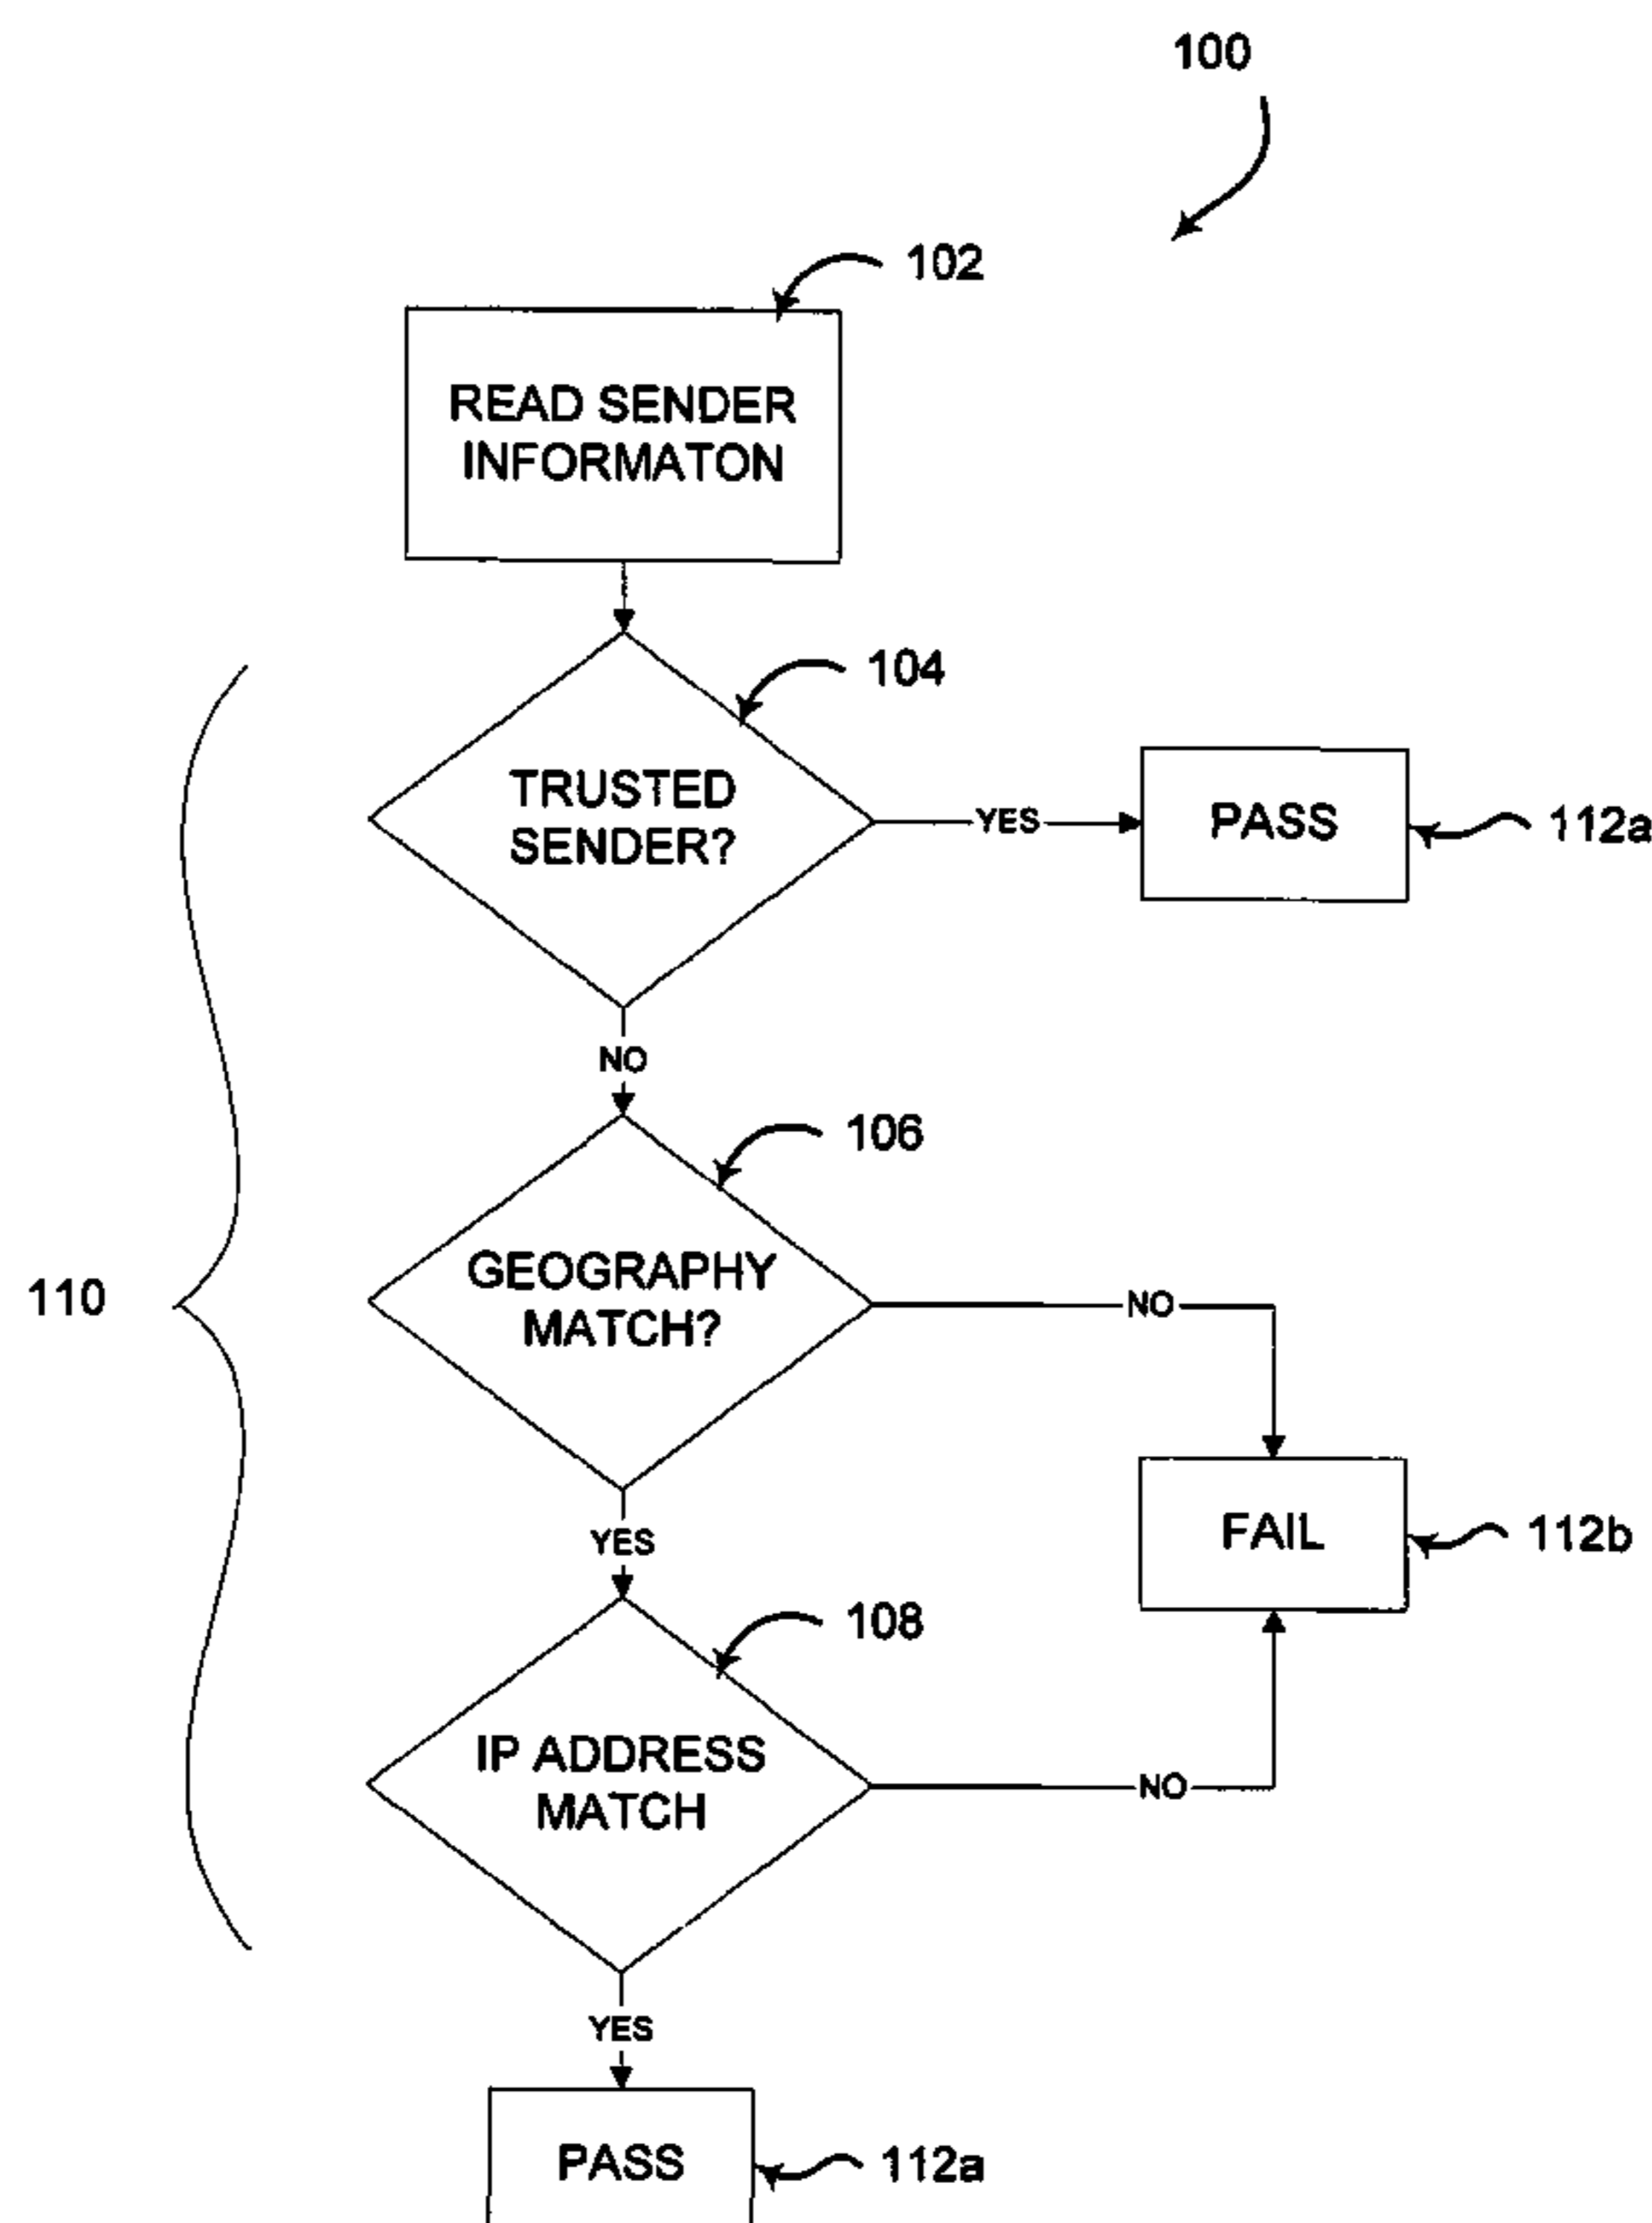 100
102
READ SENDER
INFORMATON
104
TRUSTED
SENDER?
YES
PASS
112a
NO
106
GEOGRAPHY
MATCH?
NO
110
FAIL
112b
YES
108
IP ADDRESS
MATCH
NO
YES
PASS
112a